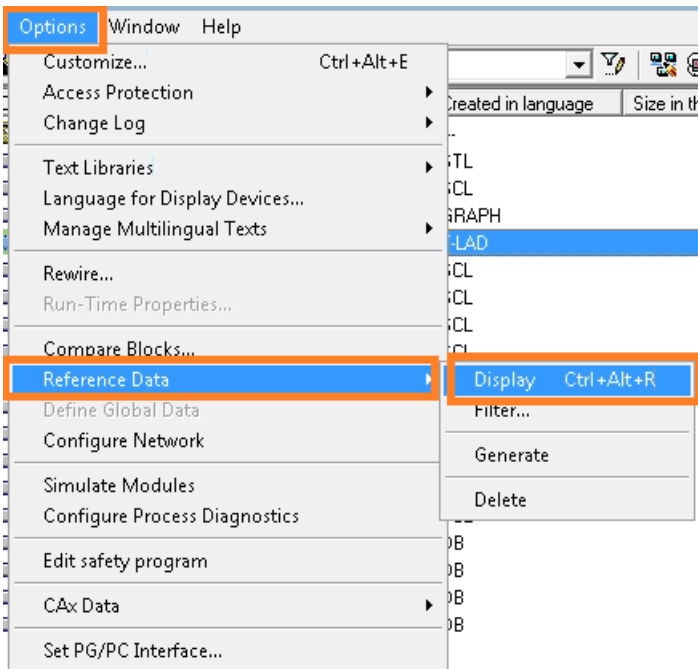 Options Window Help
Customize... Ctrl+Alt+E
Access Protection
Created in language Size in th
Change Log
STL
Text Libraries
SCL
Language for Display Devices...
GRAPH
Manage Multilingual Texts
F-LAD
Rewire...
SCL
Run-Time Properties...
SCL
SCL
Compare Blocks...
SCL
Reference Data
Display Ctrl+Alt+R
Define Global Data
Filter...
Configure Network
Generate
Simulate Modules
Delete
Configure Process Diagnostics
DB
Edit safety program
DB
CAx Data
DB
DB
Set PG/PC Interface...